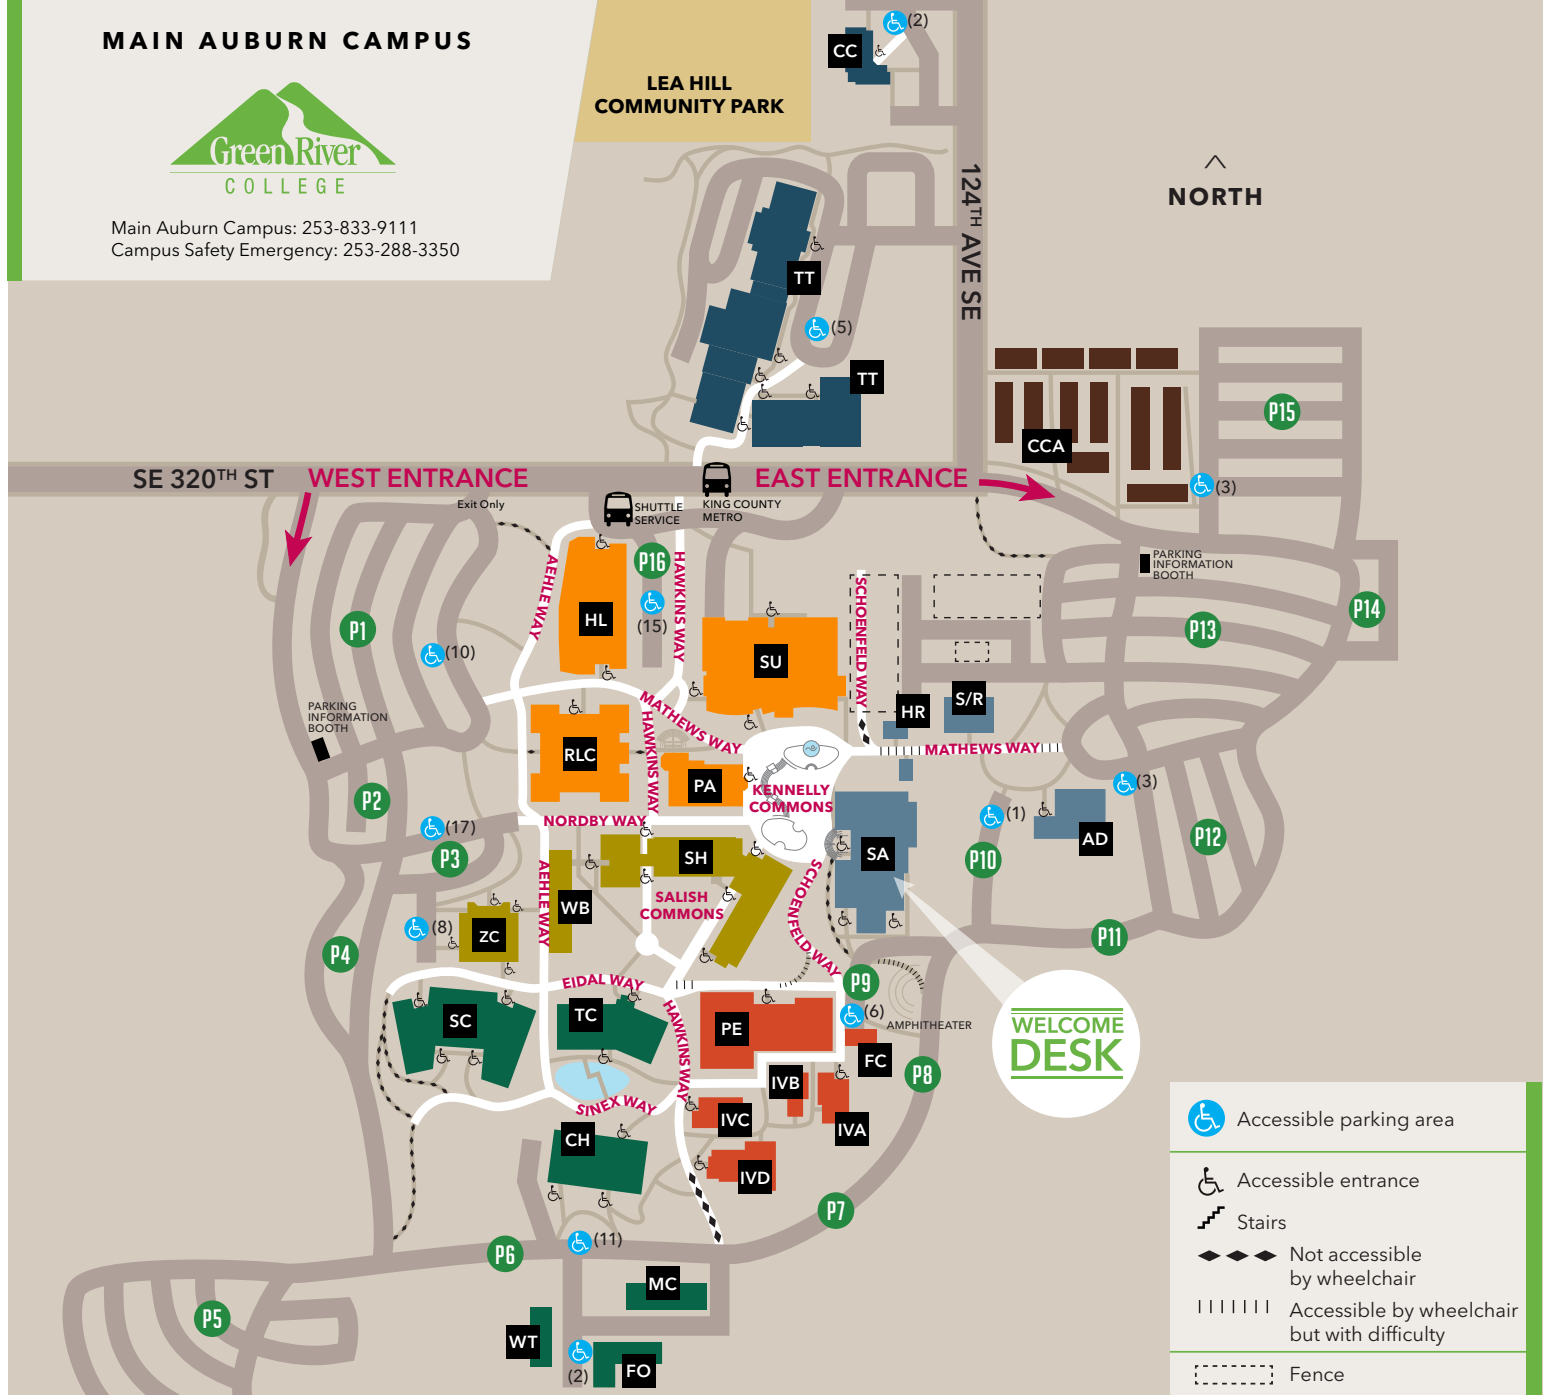 MAIN AUBURN CAMPUS
Green River
COLLEGE
Main Auburn Campus: 253-833-9111
Campus Safety Emergency: 253-288-3350
LEA HILL
COMMUNITY PARK
CC
(2)
124TH AVE SE
NORTH
TT
(5)
TT
P15
CCA
(3)
SE 320TH ST
WEST ENTRANCE
EAST ENTRANCE
Exit Only
SHUTTLE
SERVICE
KING COUNTY
METRO
PARKING
INFORMATION
BOOTH
P16
(15)
AEHLE WAY
HAWKINS WAY
HL
SU
SCHOENFELD WAY
P1
(10)
P13
P14
PARKING
INFORMATION
BOOTH
HR
S/R
MATHEWS WAY
MATHEWS WAY
HAWKINS WAY
RLC
PA
KENNELLY
COMMONS
P2
(17)
P3
NORDBY WAY
(3)
(1)
AD
P12
P10
SA
SH
SALISH
COMMONS
SCHOENFELD WAY
AEHLE WAY
WB
(8)
ZC
P4
P11
EIDAL WAY
P9
(6)
AMPHITHEATER
WELCOME
DESK
SC
TC
HAWKINS WAY
PE
FC
P8
IVB
IVA
IVC
IVD
SINEX WAY
CH
P7
P6
(11)
MC
P5
WT
(2)
FO
Accessible parking area
Accessible entrance
Stairs
Not accessible
by wheelchair
Accessible by wheelchair
but with difficulty
Fence